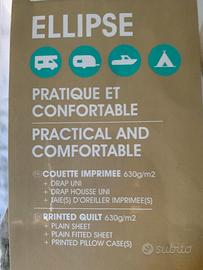 ELLIPSE
PRATIQUE ET
CONFORTABLE
PRACTICAL AND
COMFORTABLE
COUETTE IMPRIMEE 630g/m2
+ DRAP UNI
+ DRAP HOUSSE UNI
+ TAIE(S) D'OREILLER IMPRIMEE(S)
PRINTED QUILT 630g/m2
+ PLAIN SHEET
+ PLAIN FITTED SHEET
+ PRINTED PILLOW CASE(S)
subito